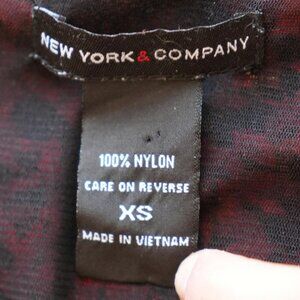 NEW YORK & COMPANY
100% NYLON
CARE ON REVERSE
XS
MADE IN VIETNAM